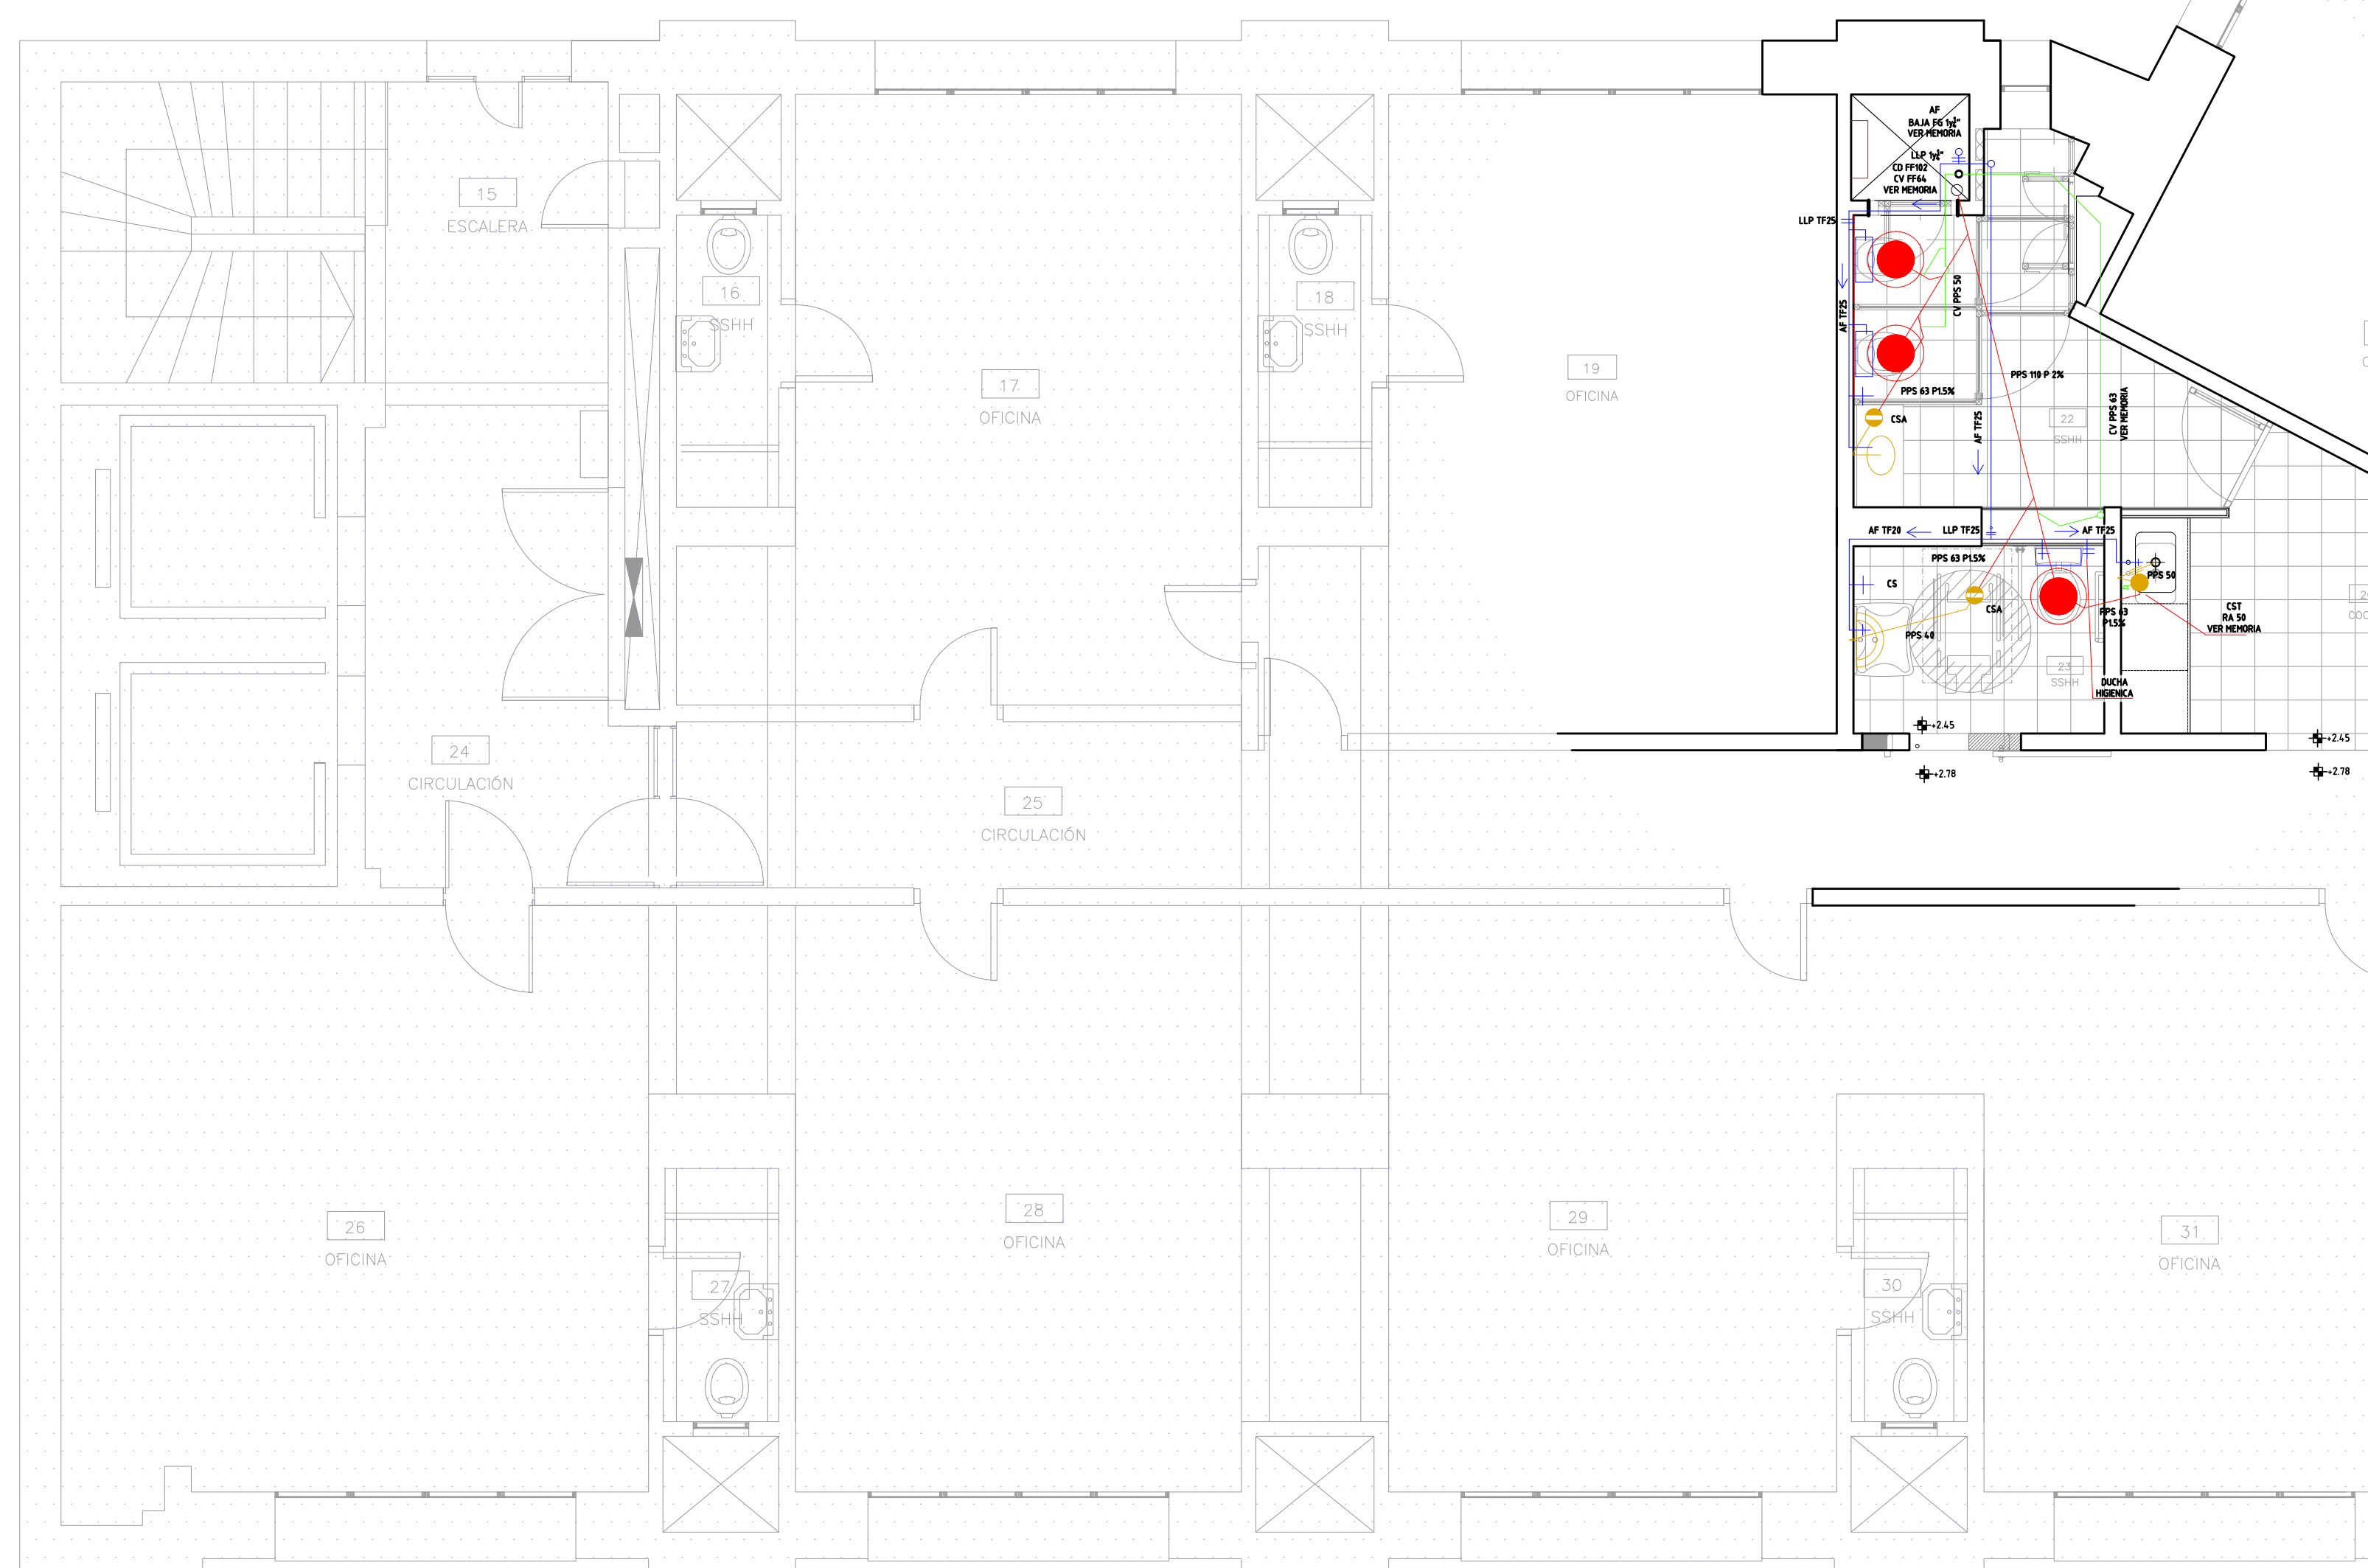 AF
BAJA FG 1y¼"
VER MEMORIA
LLP 1y¼"
CD FF102
CV FF64
VER MEMORIA
15
ESCALERA
LLP TF25
16
SSHH
18
SSHH
CV PPS 50
AF TF25
17
OFICINA
19
OFICINA
PPS 110 P 2%
PPS 63 P1.5%
CV PPS 63
VER MEMORIA
CSA
AF TF25
22
SSHH
AF TF20
LLP TF25
AF TF25
PPS 63 P1.5%
PPS 50
CS
CSA
PPS 63
P1.5%
CST
RA 50
VER MEMORIA
PPS 40
23
SSHH
DUCHA
HIGIENICA
+2.45
+2.45
+2.78
+2.78
24
CIRCULACIÓN
25
CIRCULACIÓN
26
OFICINA
28
OFICINA
29
OFICINA
31
OFICINA
27
SSHH
30
SSHH